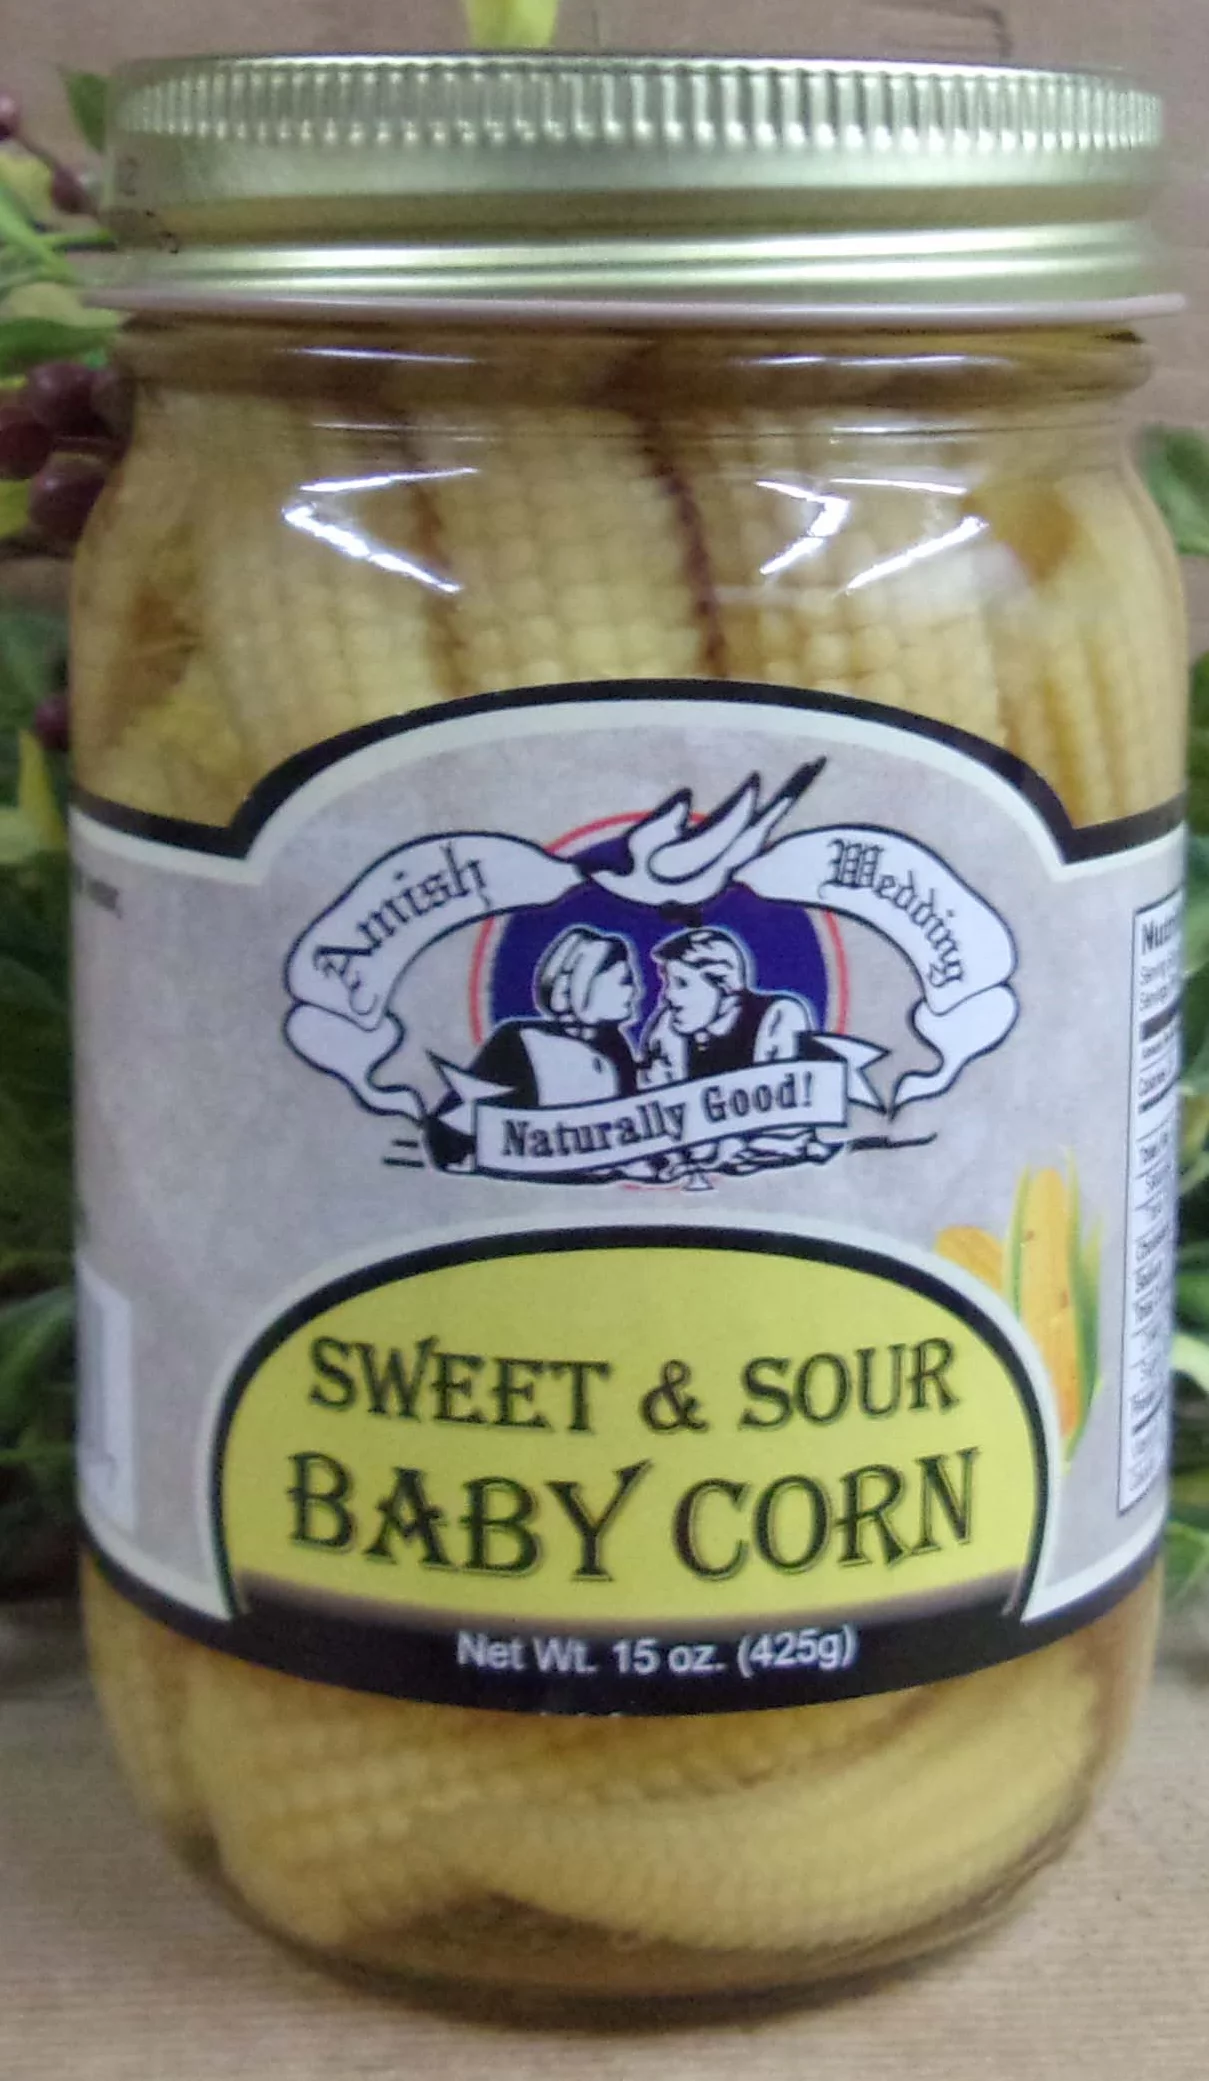 Amish Wedding
Naturally Good!
SWEET & SOUR
BABY CORN
Net Wt. 15 oz. (425g)